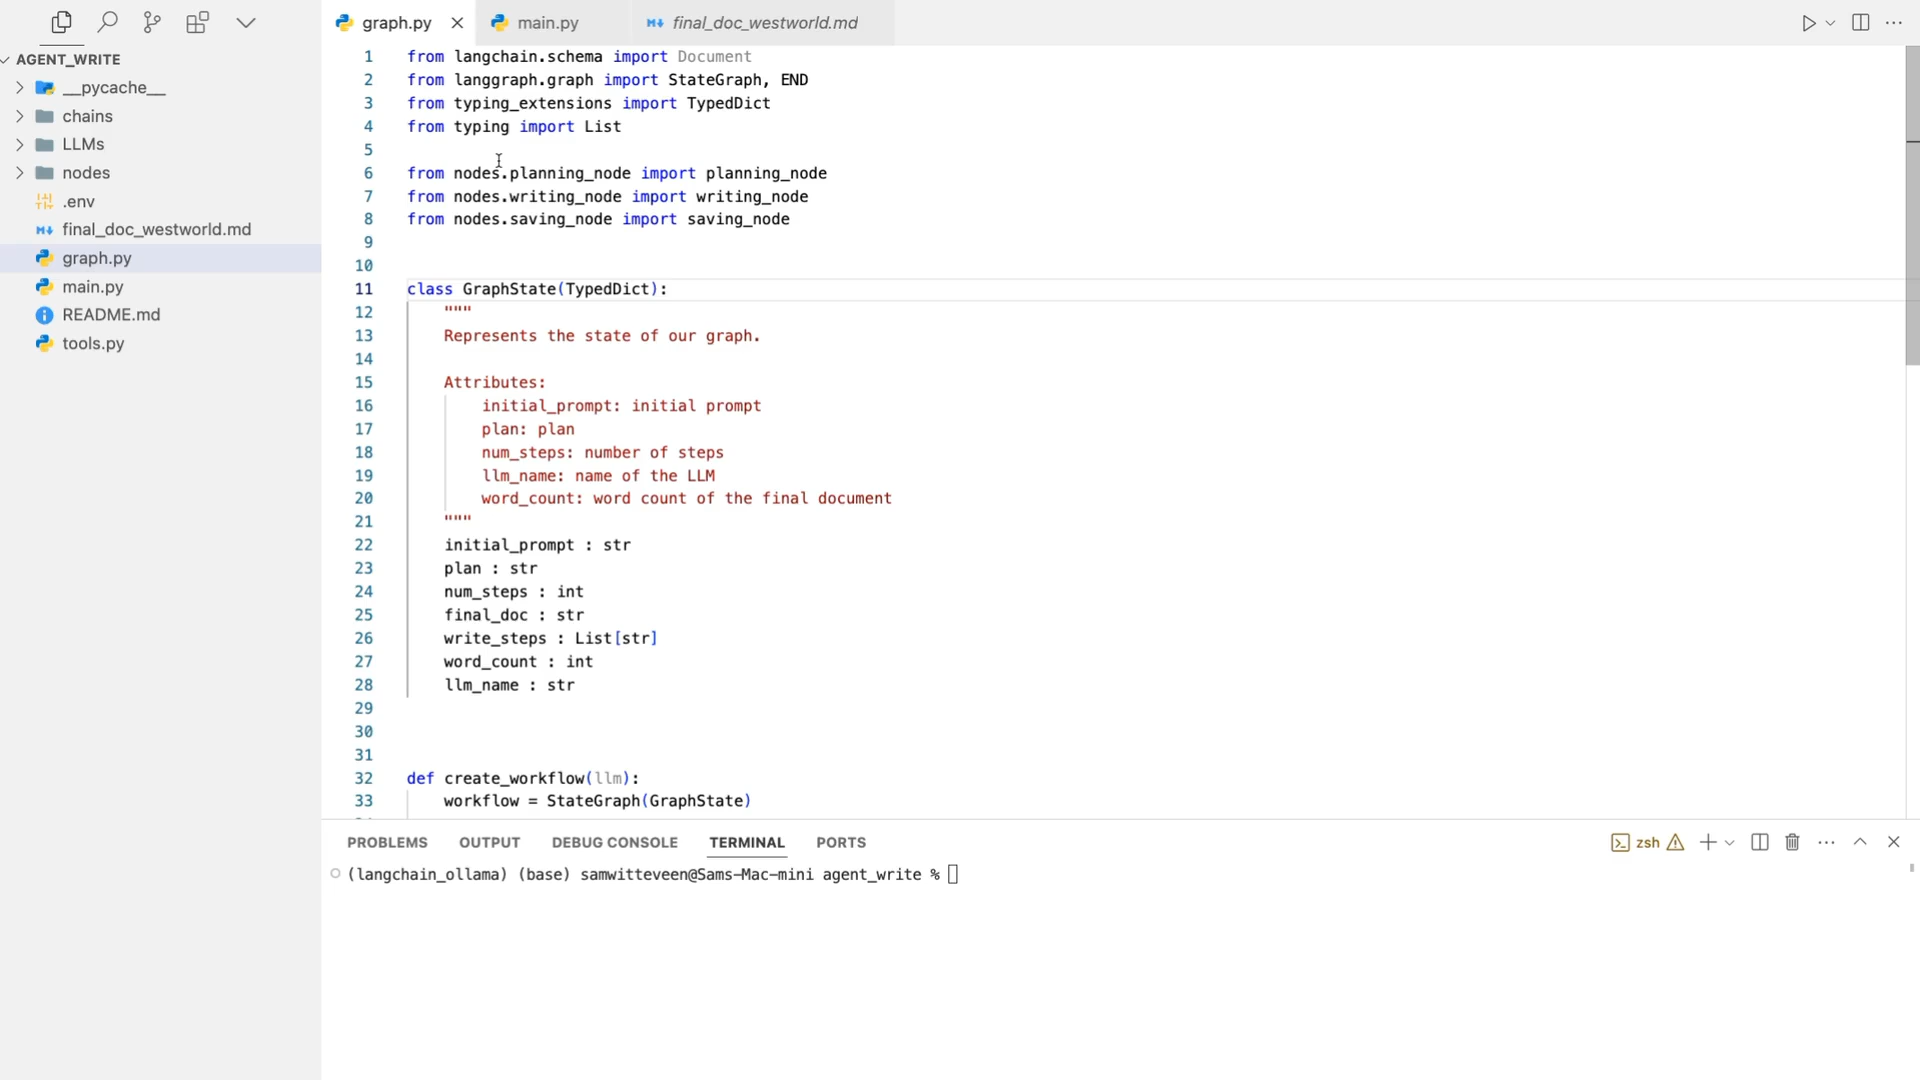 graph.py
main.py
final_doc_westworld.md
AGENT_WRITE
__pycache__
chains
LLMs
nodes
.env
final_doc_westworld.md
graph.py
main.py
README.md
tools.py
1 from langchain.schema import Document
2 from langgraph.graph import StateGraph, END
3 from typing_extensions import TypedDict
4 from typing import List
5
6 from nodes.planning_node import planning_node
7 from nodes.writing_node import writing_node
8 from nodes.saving_node import saving_node
9
10
11 class GraphState(TypedDict):
12 """
13 Represents the state of our graph.
14
15 Attributes:
16 initial_prompt: initial prompt
17 plan: plan
18 num_steps: number of steps
19 llm_name: name of the LLM
20 word_count: word count of the final document
21 """
22 initial_prompt : str
23 plan : str
24 num_steps : int
25 final_doc : str
26 write_steps : List[str]
27 word_count : int
28 llm_name : str
29
30
31
32 def create_workflow(llm):
33 workflow = StateGraph(GraphState)
PROBLEMS OUTPUT DEBUG CONSOLE TERMINAL PORTS
zsh
(langchain_ollama) (base) samwitteveen@Sams-Mac-mini agent_write %